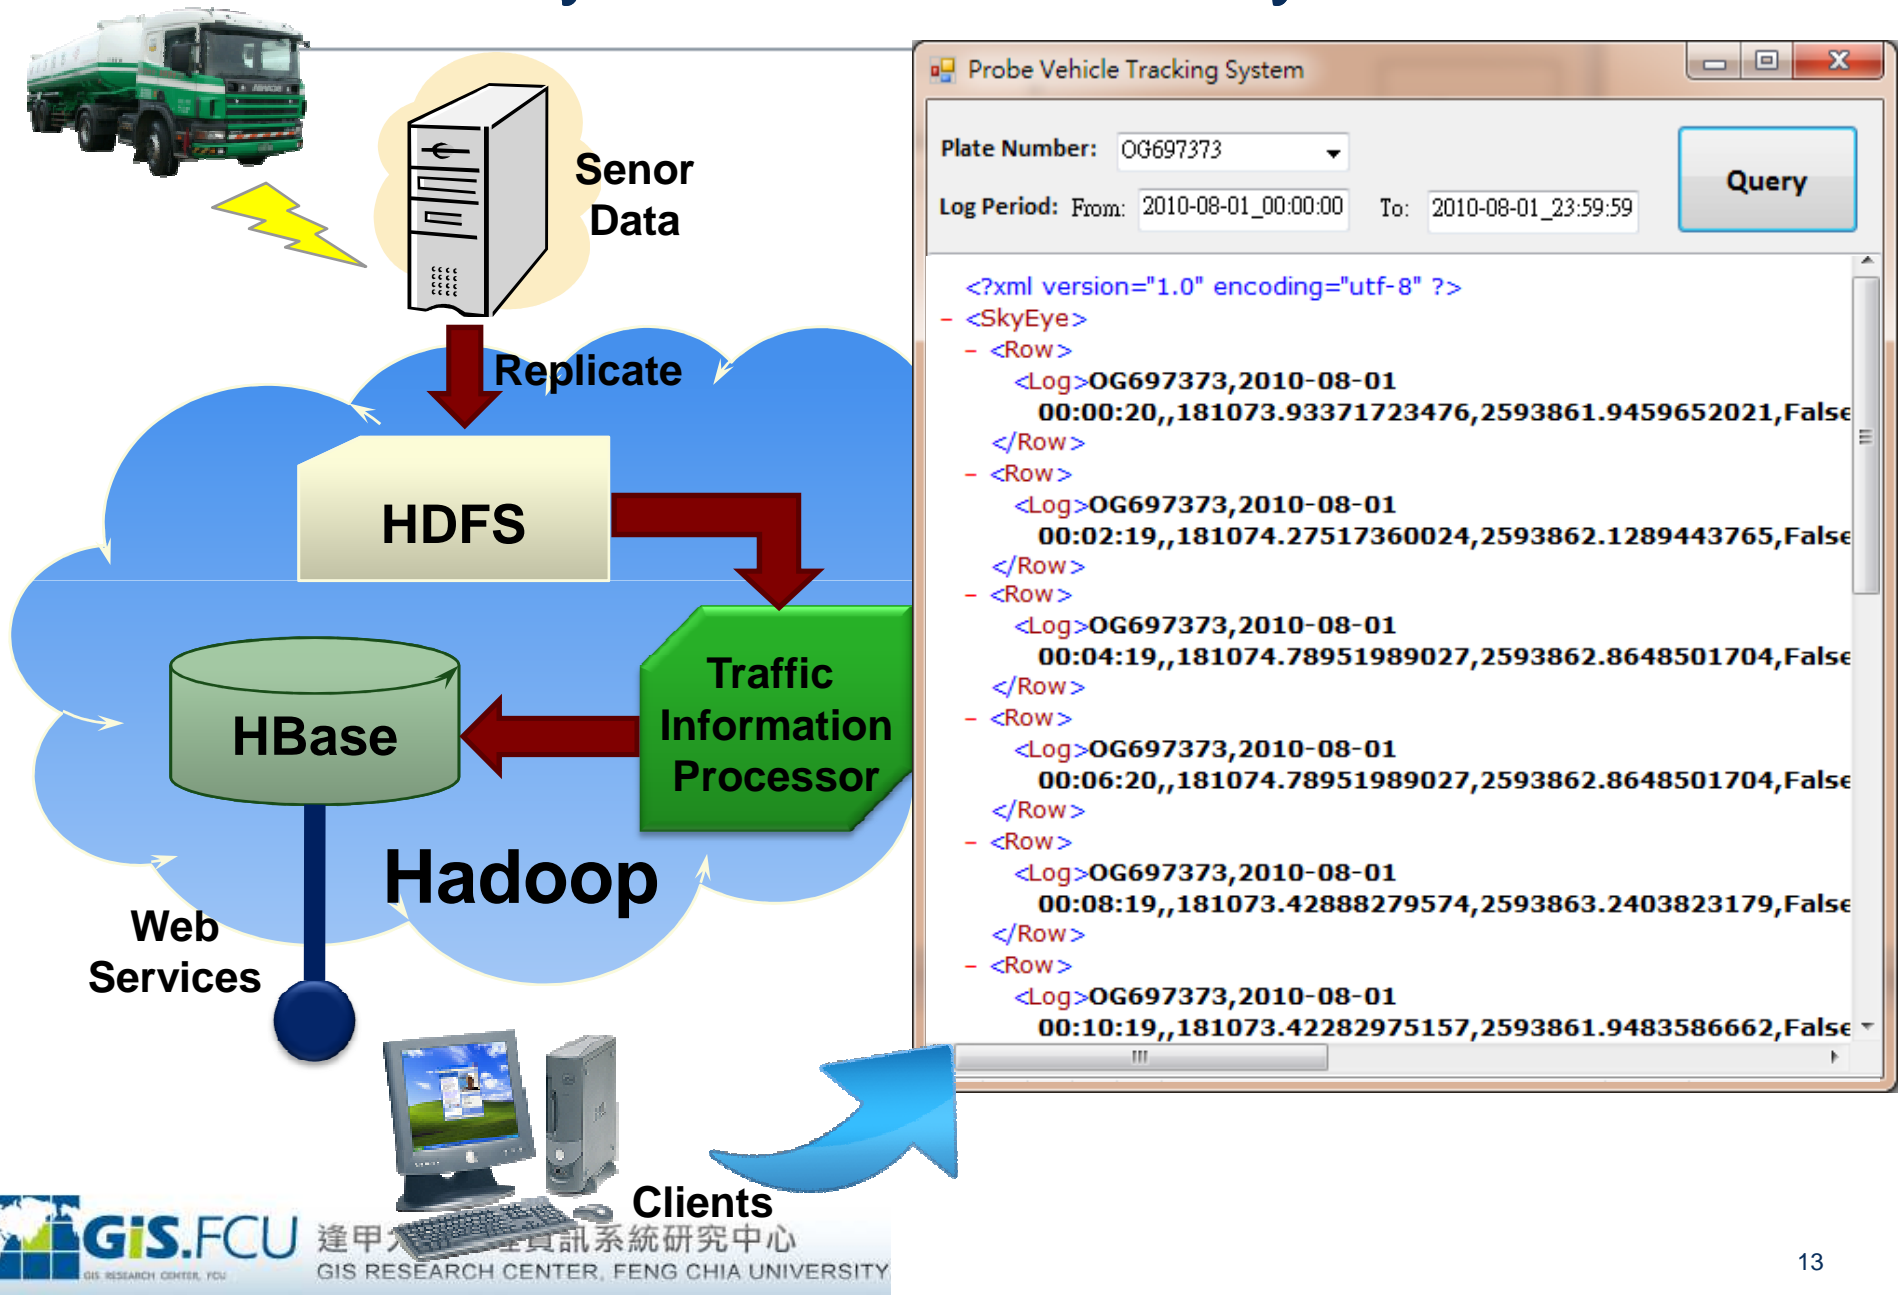 Senor
Data
Replicate
HDFS
Traffic
Information
Processor
HBase
Hadoop
Web
Services
Clients
Probe Vehicle Tracking System
Plate Number: OG697373
Query
Log Period: From: 2010-08-01_00:00:00 To: 2010-08-01_23:59:59
<?xml version="1.0" encoding="utf-8" ?>
- <SkyEye>
- <Row>
<Log>OG697373,2010-08-01
00:00:20,,181073.93371723476,2593861.9459652021,False
</Row>
- <Row>
<Log>OG697373,2010-08-01
00:02:19,,181074.27517360024,2593862.1289443765,False
</Row>
- <Row>
<Log>OG697373,2010-08-01
00:04:19,,181074.78951989027,2593862.8648501704,False
</Row>
- <Row>
<Log>OG697373,2010-08-01
00:06:20,,181074.78951989027,2593862.8648501704,False
</Row>
- <Row>
<Log>OG697373,2010-08-01
00:08:19,,181073.42888279574,2593863.2403823179,False
</Row>
- <Row>
<Log>OG697373,2010-08-01
00:10:19,,181073.42282975157,2593861.9483586662,False
GIS.FCU
GIS RESEARCH CENTER, FCU
逢甲 資訊系統研究中心
GIS RESEARCH CENTER, FENG CHIA UNIVERSITY
13